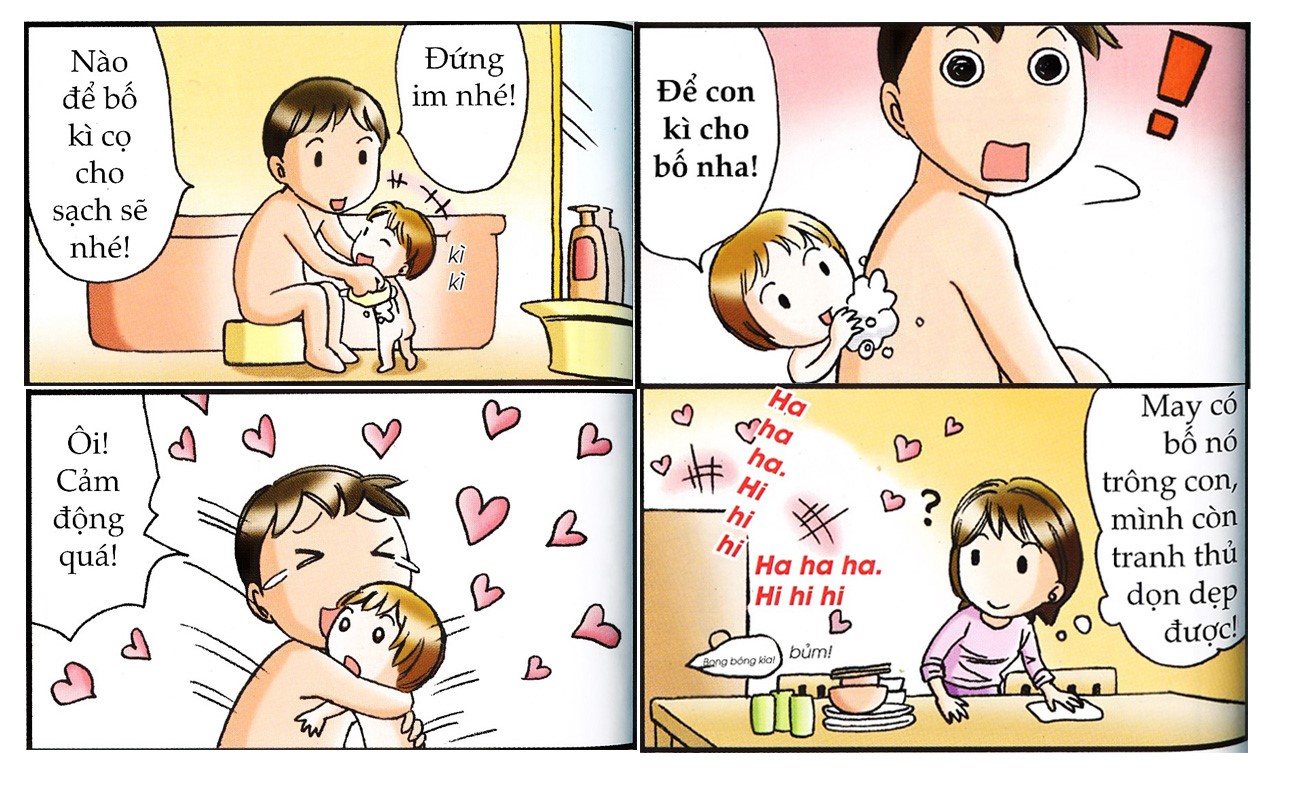 Nào
để bố
kì cọ
cho
sạch sẽ
nhé!
Đứng
im nhé!
kì
kì
Để con
kì cho
bố nha!
!
Ôi!
Cảm
động
quá!
Ha
ha
ha.
Hi
hi
hi
Ha ha ha.
Hi hi hi
?
May có
bố nó
trông con,
mình còn
tranh thủ
dọn dẹp
được!
Bong bóng kìa!
bủm!